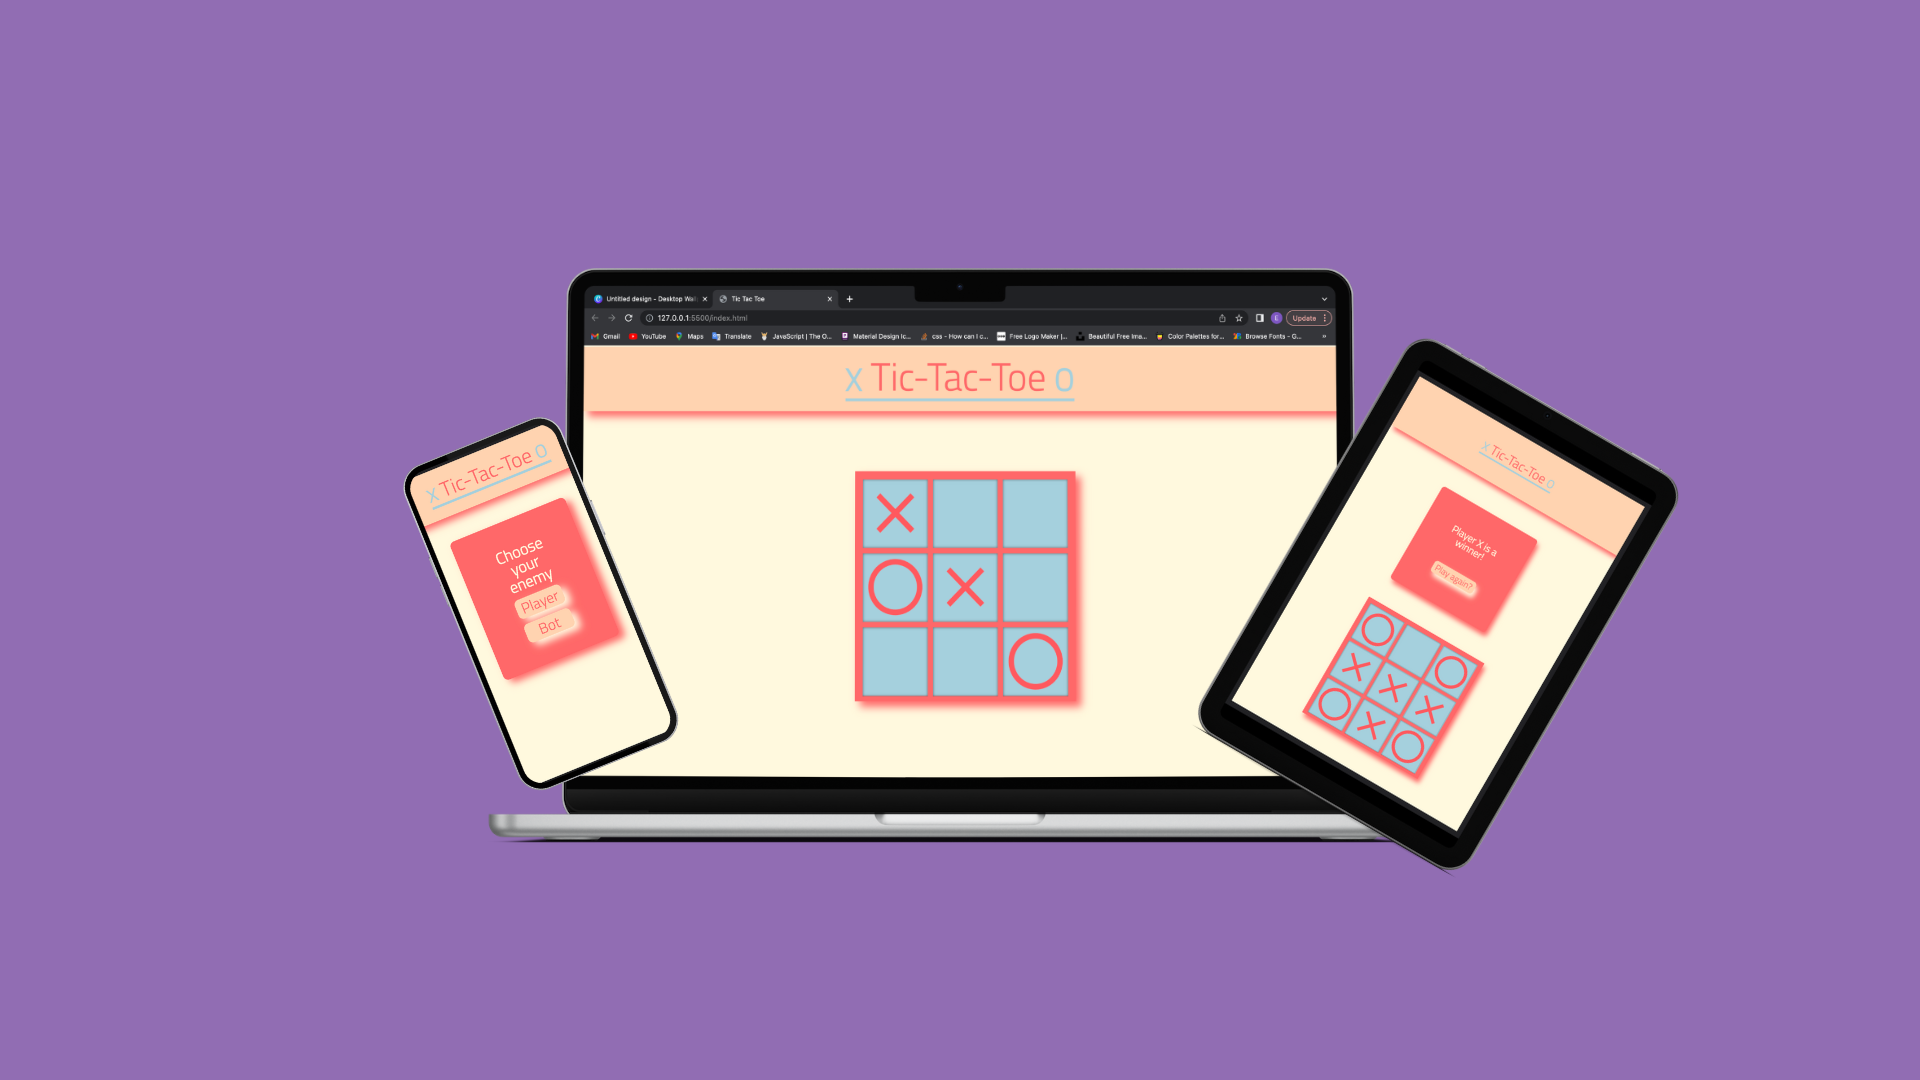 Untitled design - Desktop Wal
Tic Tac Toe
127.0.0.1:5500/index.html
Update
Gmail
YouTube
Maps
Translate
JavaScript | The O...
Material Design Ic...
css - How can I c...
Free Logo Maker |...
Beautiful Free Ima...
Color Palettes for...
Browse Fonts - G...
»
X Tic-Tac-Toe O
X
O X
O
X Tic-Tac-Toe O
Choose
your
enemy
Player
Bot
X Tic-Tac-Toe O
Player X is a
winner!
Play again?
O O
X X X
O X O